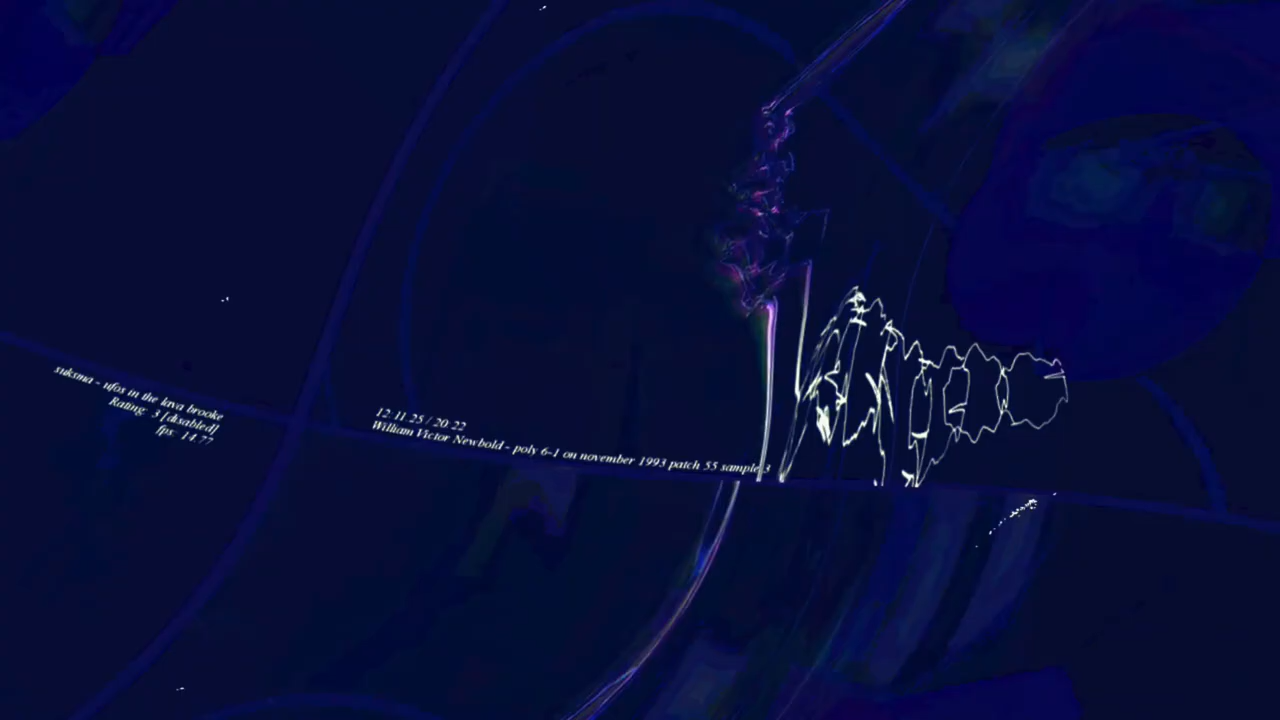 suksma - ufos in the lava brooke
Rating: 3 [disabled]
fps: 14.77
12:11:25 / 20:22
William Victor Newbold - poly 6-1 on november 1993 patch 55 sample 3